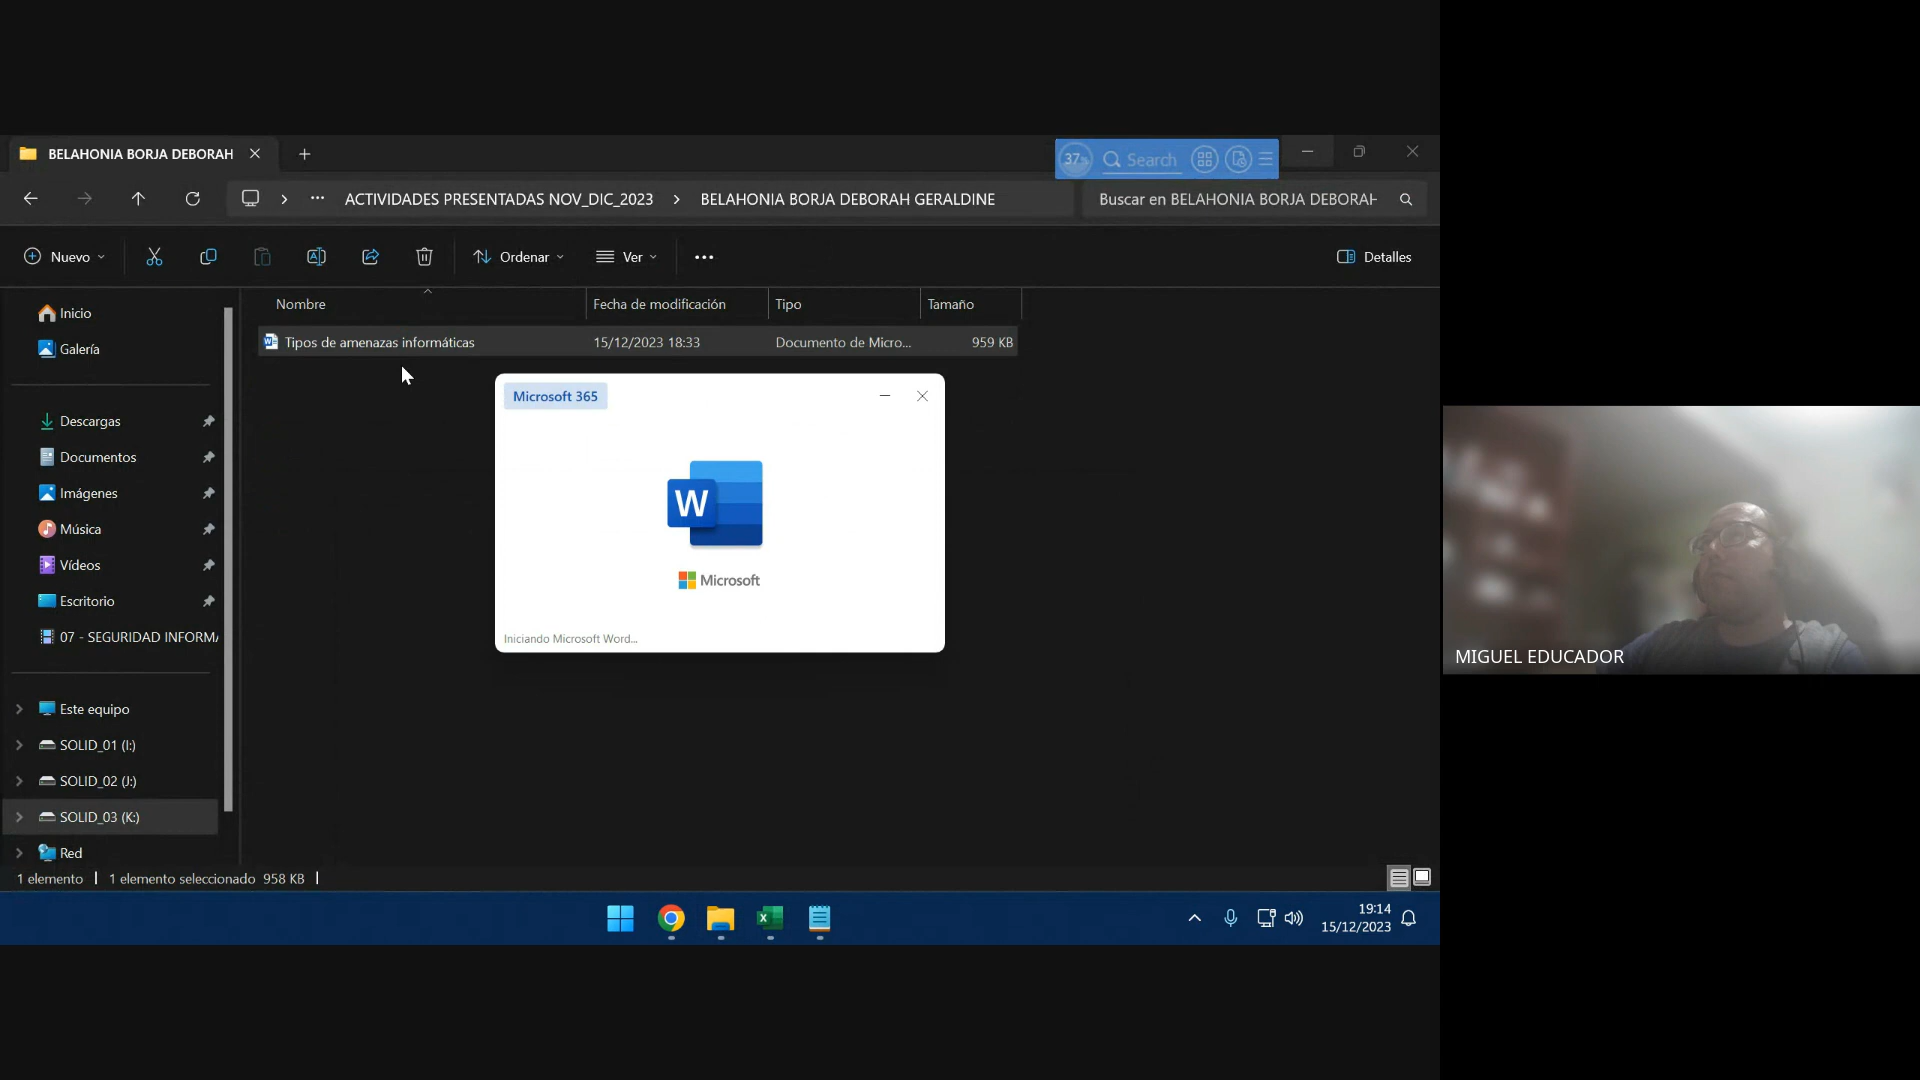 BELAHONIA BORJA DEBORAH
37%
Search
ACTIVIDADES PRESENTADAS NOV_DIC_2023 > BELAHONIA BORJA DEBORAH GERALDINE
Buscar en BELAHONIA BORJA DEBORAH
Nuevo
Ordenar
Ver
Detalles
Nombre
Fecha de modificación
Tipo
Tamaño
Tipos de amenazas informáticas
15/12/2023 18:33
Documento de Micro...
959 KB
Inicio
Galería
Descargas
Documentos
Imágenes
Música
Vídeos
Escritorio
07 - SEGURIDAD INFORMA
Este equipo
SOLID_01 (I:)
SOLID_02 (J:)
SOLID_03 (K:)
Red
Microsoft 365
W
Microsoft
Iniciando Microsoft Word...
MIGUEL EDUCADOR
1 elemento
1 elemento seleccionado 958 KB
19:14
15/12/2023